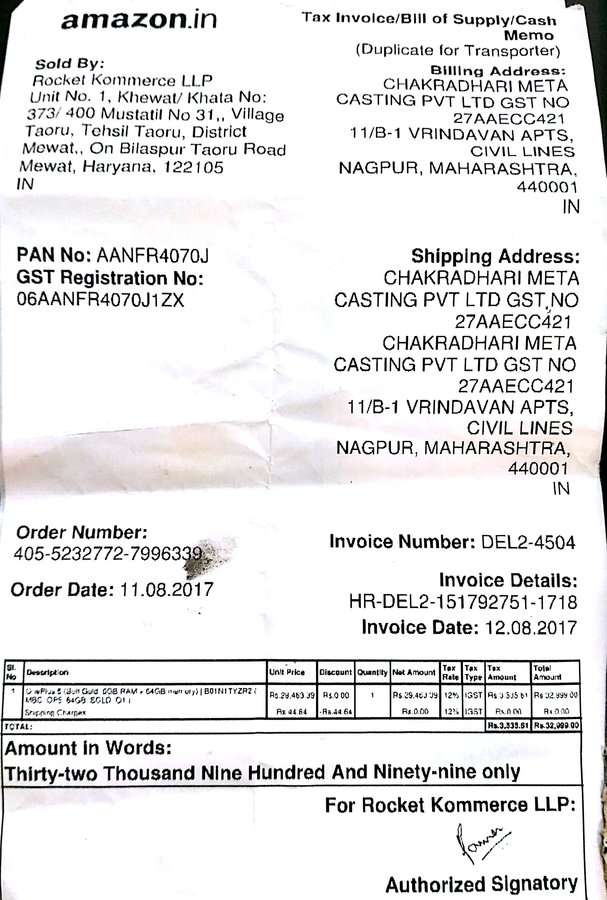 amazon.in
Tax Invoice/Bill of Supply/Cash
Memo
(Duplicate for Transporter)
Sold By:
Rocket Kommerce LLP
Unit No. 1, Khewat/ Khata No:
373/ 400 Mustatil No 31,, Village
Taoru, Tehsil Taoru, District
Mewat,, On Bilaspur Taoru Road
Mewat, Haryana, 122105
IN
Billing Address:
CHAKRADHARI META
CASTING PVT LTD GST NO
27AAECC421
11/B-1 VRINDAVAN APTS,
CIVIL LINES
NAGPUR, MAHARASHTRA,
440001
IN
PAN No: AANFR4070J
GST Registration No:
06AANFR4070J1ZX
Shipping Address:
CHAKRADHARI META
CASTING PVT LTD GST NO
27AAECC421
CHAKRADHARI META
CASTING PVT LTD GST NO
27AAECC421
11/B-1 VRINDAVAN APTS,
CIVIL LINES
NAGPUR, MAHARASHTRA,
440001
IN
Order Number:
405-5232772-7996339
Order Date: 11.08.2017
Invoice Number: DEL2-4504
Invoice Details:
HR-DEL2-151792751-1718
Invoice Date: 12.08.2017
Sl. No Description Unit Price Discount Quantity Net Amount Tax Rate Tax Type Tax Amount Total Amount
1 OnePlus 5 (Soft Gold, 6GB RAM + 64GB memory) | B01N1TYZR2 ( Rs.29,463.39 Rs.0.00 1 Rs.29,463.39 12% IGST Rs.3,535.61 Rs.32,999.00
Shipping Charges Rs.44.64 -Rs.44.64 Rs.0.00 12% IGST Rs.0.00 Rs.0.00
TOTAL: Rs.3,535.61 Rs.32,999.00
Amount in Words:
Thirty-two Thousand Nine Hundred And Ninety-nine only
For Rocket Kommerce LLP:
Authorized Signatory